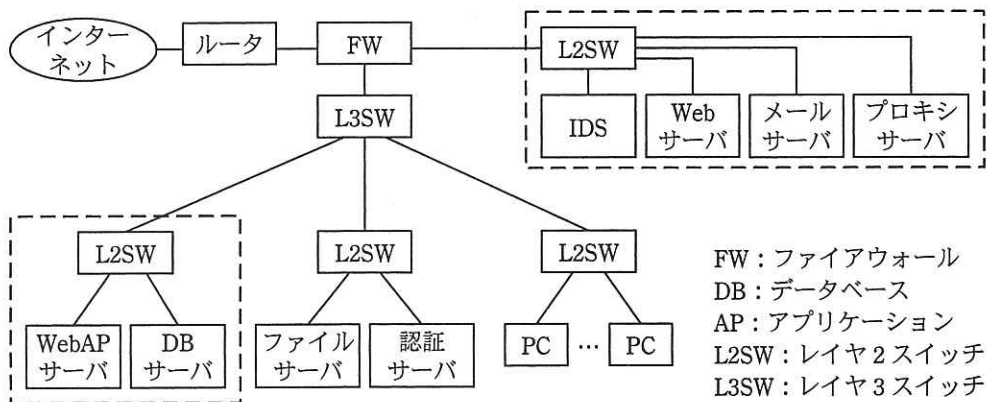 インター
ネット
ルータ
FW
L2SW
IDS
Web
サーバ
メール
サーバ
プロキシ
サーバ
L3SW
L2SW
L2SW
L2SW
WebAP
サーバ
DB
サーバ
ファイル
サーバ
認証
サーバ
PC … PC
FW：ファイアウォール
DB：データベース
AP：アプリケーション
L2SW：レイヤ2スイッチ
L3SW：レイヤ3スイッチ